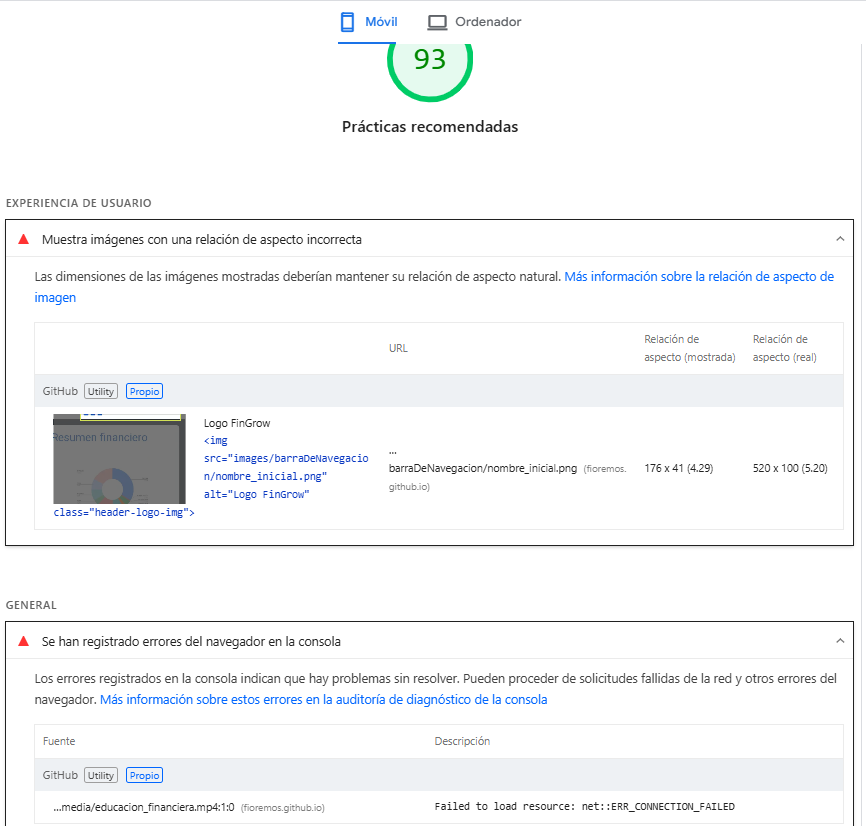 Móvil
Ordenador
93
Prácticas recomendadas
EXPERIENCIA DE USUARIO
Muestra imágenes con una relación de aspecto incorrecta
Las dimensiones de las imágenes mostradas deberían mantener su relación de aspecto natural. Más información sobre la relación de aspecto de
imagen
URL
Relación de
aspecto (mostrada)
Relación de
aspecto (real)
GitHub Utility Propio
Resumen financiero
Logo FinGrow
<img
src="images/barraDeNavegacio
n/nombre_inicial.png"
alt="Logo FinGrow"
class="header-logo-img">
...
barraDeNavegacion/nombre_inicial.png (fioremos.
github.io)
176 x 41 (4.29)
520 x 100 (5.20)
GENERAL
Se han registrado errores del navegador en la consola
Los errores registrados en la consola indican que hay problemas sin resolver. Pueden proceder de solicitudes fallidas de la red y otros errores del
navegador. Más información sobre estos errores en la auditoría de diagnóstico de la consola
Fuente
Descripción
GitHub Utility Propio
...media/educacion_financiera.mp4:1:0 (fioremos.github.io)
Failed to load resource: net::ERR_CONNECTION_FAILED